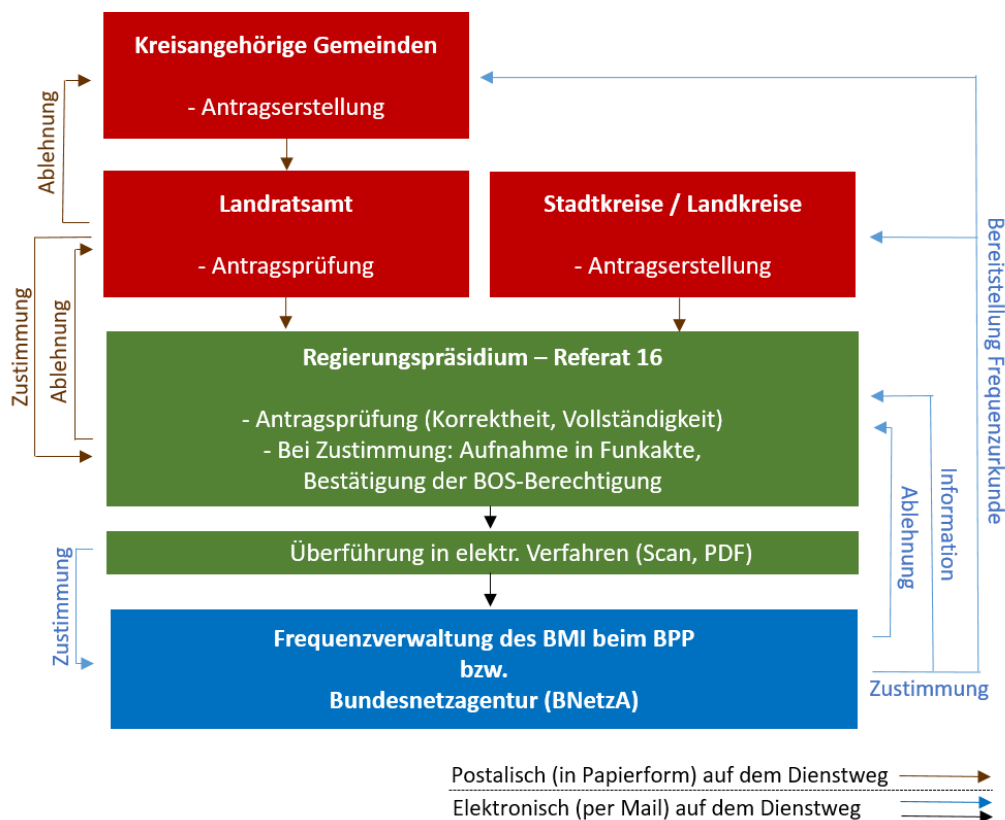 Kreisangehörige Gemeinden
- Antragserstellung
Ablehnung
Landratsamt
- Antragsprüfung
Stadtkreise / Landkreise
- Antragserstellung
Zustimmung
Ablehnung
Regierungspräsidium – Referat 16
- Antragsprüfung (Korrektheit, Vollständigkeit)
- Bei Zustimmung: Aufnahme in Funkakte,
Bestätigung der BOS-Berechtigung
Überführung in elektr. Verfahren (Scan, PDF)
Zustimmung
Frequenzverwaltung des BMI beim BPP
bzw.
Bundesnetzagentur (BNetzA)
Ablehnung
Information
Bereitstellung Frequenzurkunde
Zustimmung
Postalisch (in Papierform) auf dem Dienstweg
Elektronisch (per Mail) auf dem Dienstweg